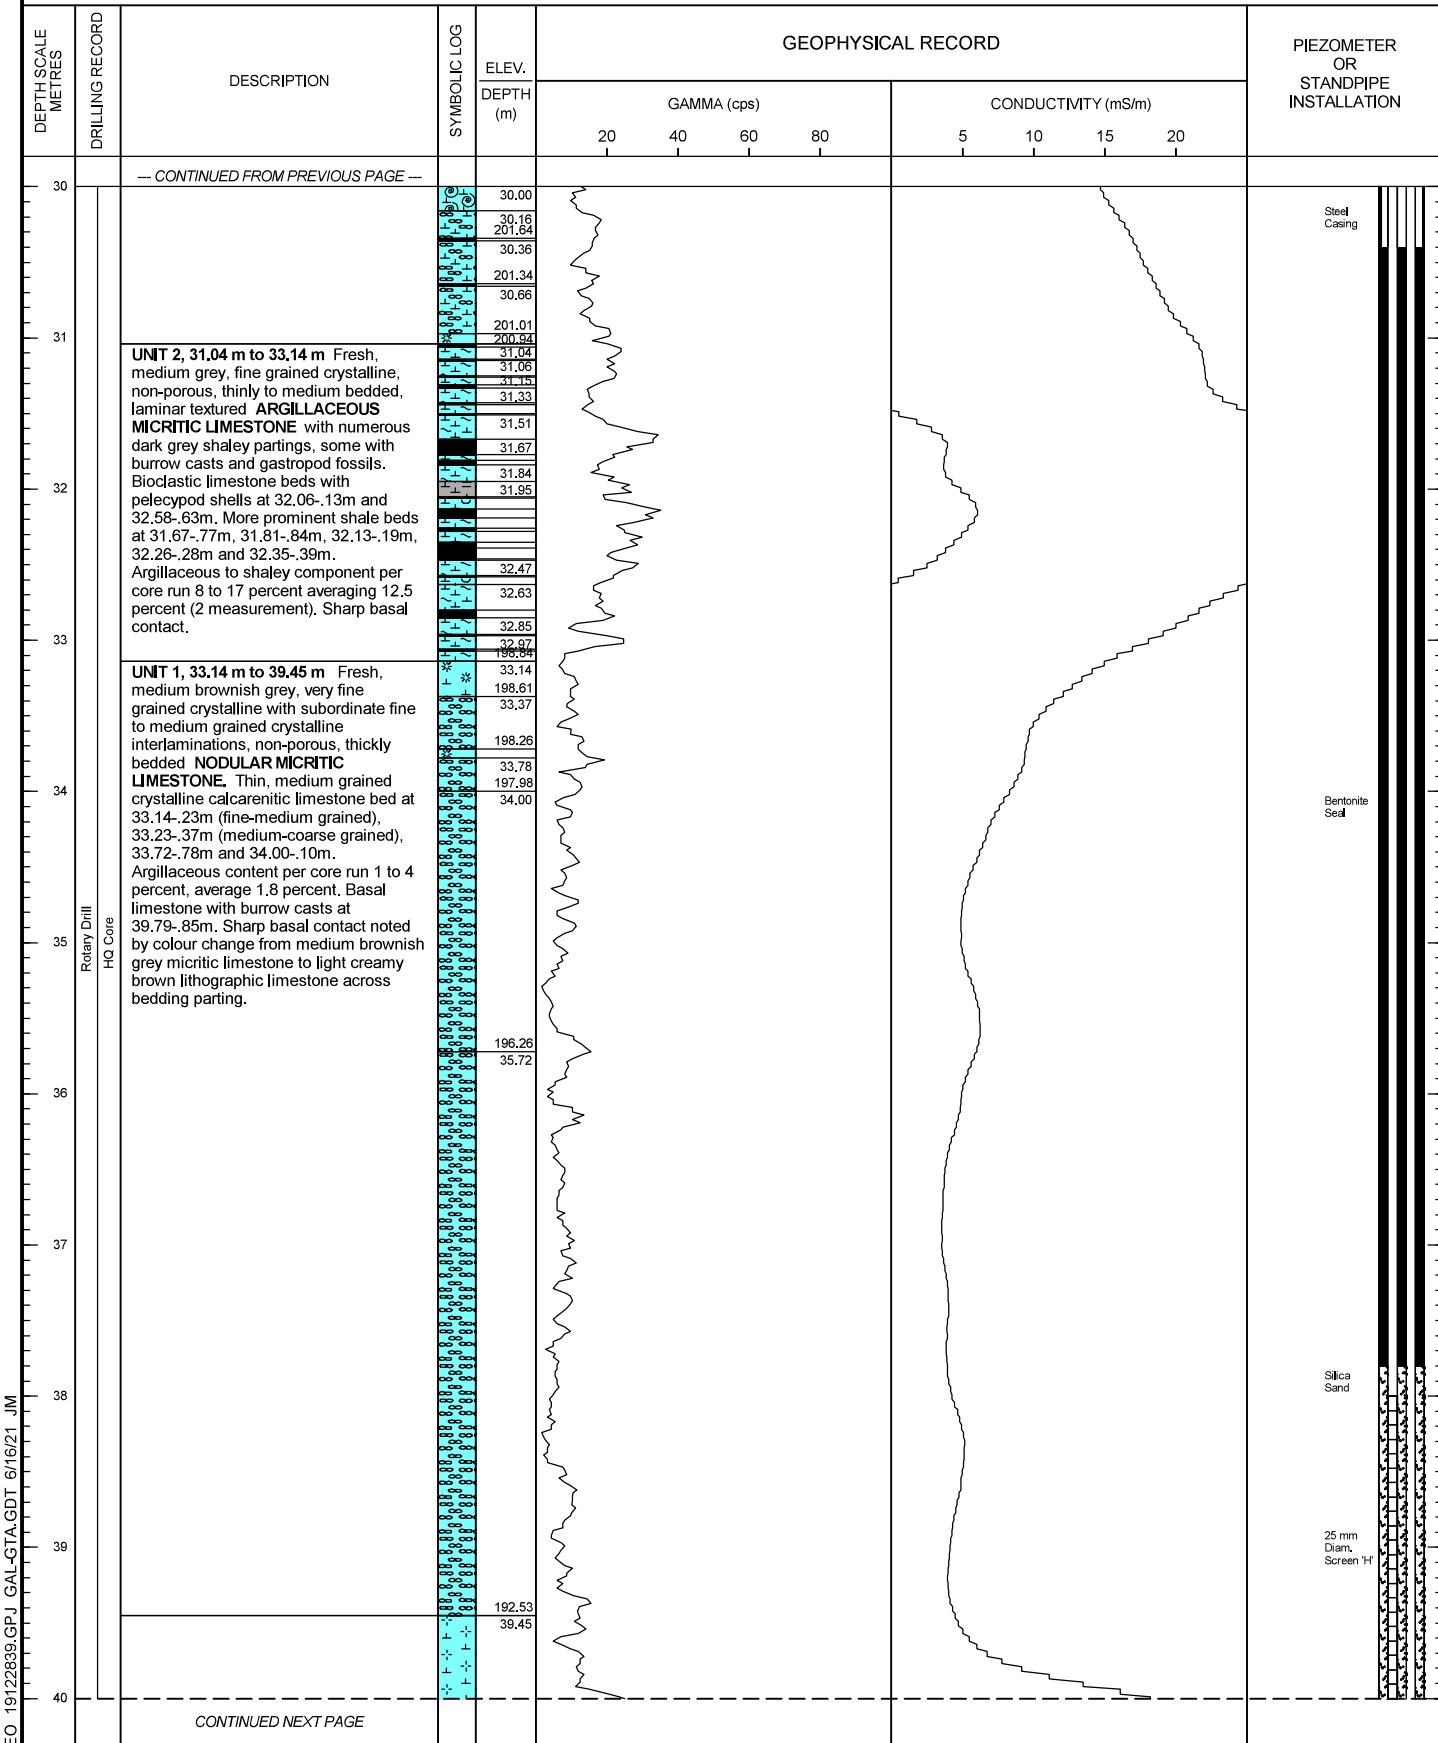 DEPTH SCALE
METRES
DRILLING RECORD
DESCRIPTION
SYMBOLIC LOG
ELEV.
DEPTH
(m)
GEOPHYSICAL RECORD
GAMMA (cps)
20 40 60 80
CONDUCTIVITY (mS/m)
5 10 15 20
PIEZOMETER
OR
STANDPIPE
INSTALLATION
--- CONTINUED FROM PREVIOUS PAGE ---
30
31
32
33
34
35
36
37
38
39
40
Rotary Drill
HQ Core
UNIT 2, 31.04 m to 33.14 m Fresh,
medium grey, fine grained crystalline,
non-porous, thinly to medium bedded,
laminar textured ARGILLACEOUS
MICRITIC LIMESTONE with numerous
dark grey shaley partings, some with
burrow casts and gastropod fossils.
Bioclastic limestone beds with
pelecypod shells at 32.06-.13m and
32.58-.63m. More prominent shale beds
at 31.67-.77m, 31.81-.84m, 32.13-.19m,
32.26-.28m and 32.35-.39m.
Argillaceous to shaley component per
core run 8 to 17 percent averaging 12.5
percent (2 measurement). Sharp basal
contact.
UNIT 1, 33.14 m to 39.45 m Fresh,
medium brownish grey, very fine
grained crystalline with subordinate fine
to medium grained crystalline
interlaminations, non-porous, thickly
bedded NODULAR MICRITIC
LIMESTONE. Thin, medium grained
crystalline calcarenitic limestone bed at
33.14-.23m (fine-medium grained),
33.23-.37m (medium-coarse grained),
33.72-.78m and 34.00-.10m.
Argillaceous content per core run 1 to 4
percent, average 1.8 percent. Basal
limestone with burrow casts at
39.79-.85m. Sharp basal contact noted
by colour change from medium brownish
grey micritic limestone to light creamy
brown lithographic limestone across
bedding parting.
30.00
30.16
201.64
30.36
201.34
30.66
201.01
200.94
31.04
31.06
31.15
31.33
31.51
31.67
31.84
31.95
32.47
32.63
32.85
32.97
198.84
33.14
198.61
33.37
198.26
33.78
197.98
34.00
196.26
35.72
192.53
39.45
Steel
Casing
Bentonite
Seal
Silica
Sand
25 mm
Diam.
Screen 'H'
CONTINUED NEXT PAGE
EO 19122839.GPJ GAL-GTA.GDT 6/16/21 JM